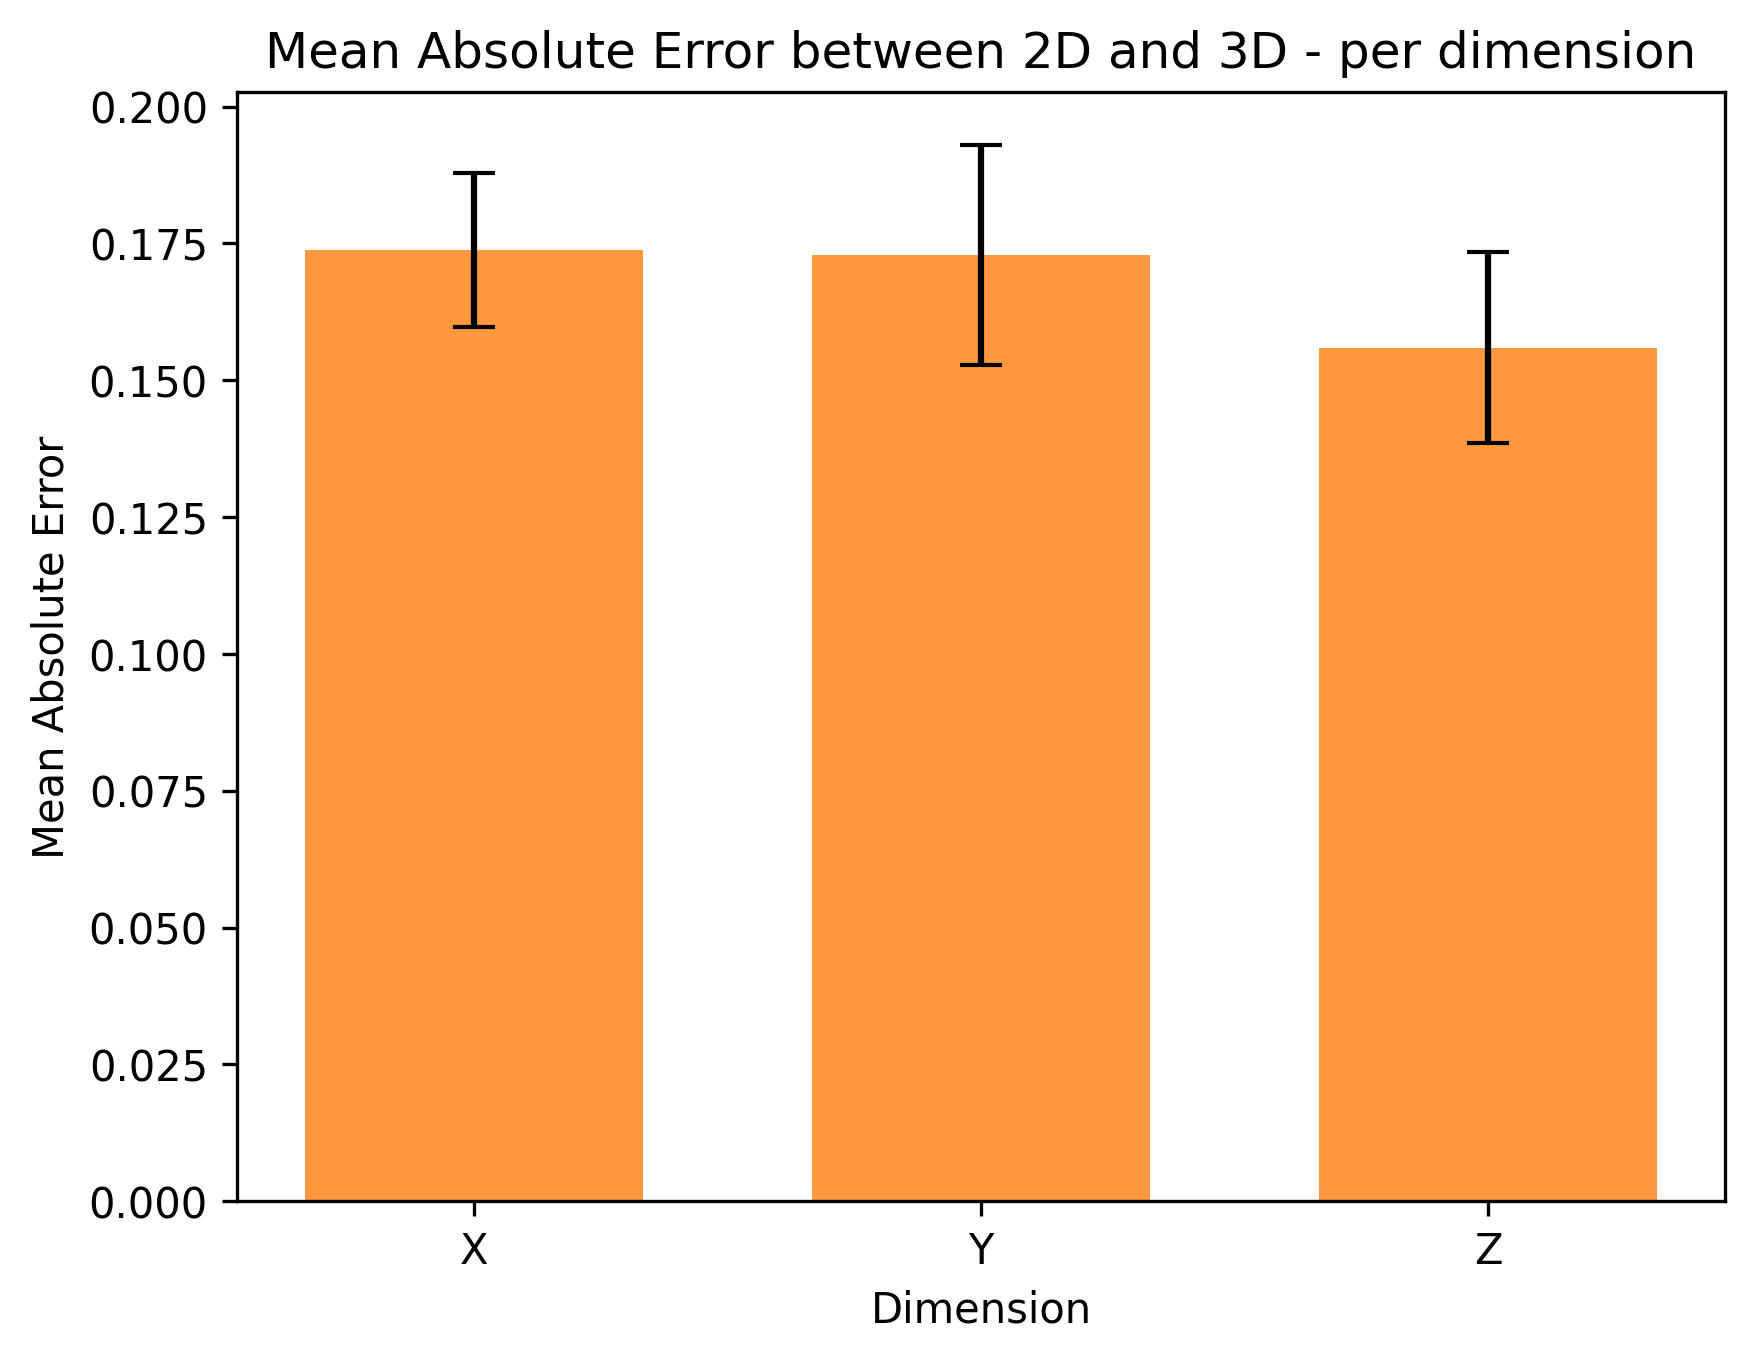 Mean Absolute Error between 2D and 3D - per dimension
Mean Absolute Error
0.200
0.175
0.150
0.125
0.100
0.075
0.050
0.025
0.000
X Y Z
Dimension